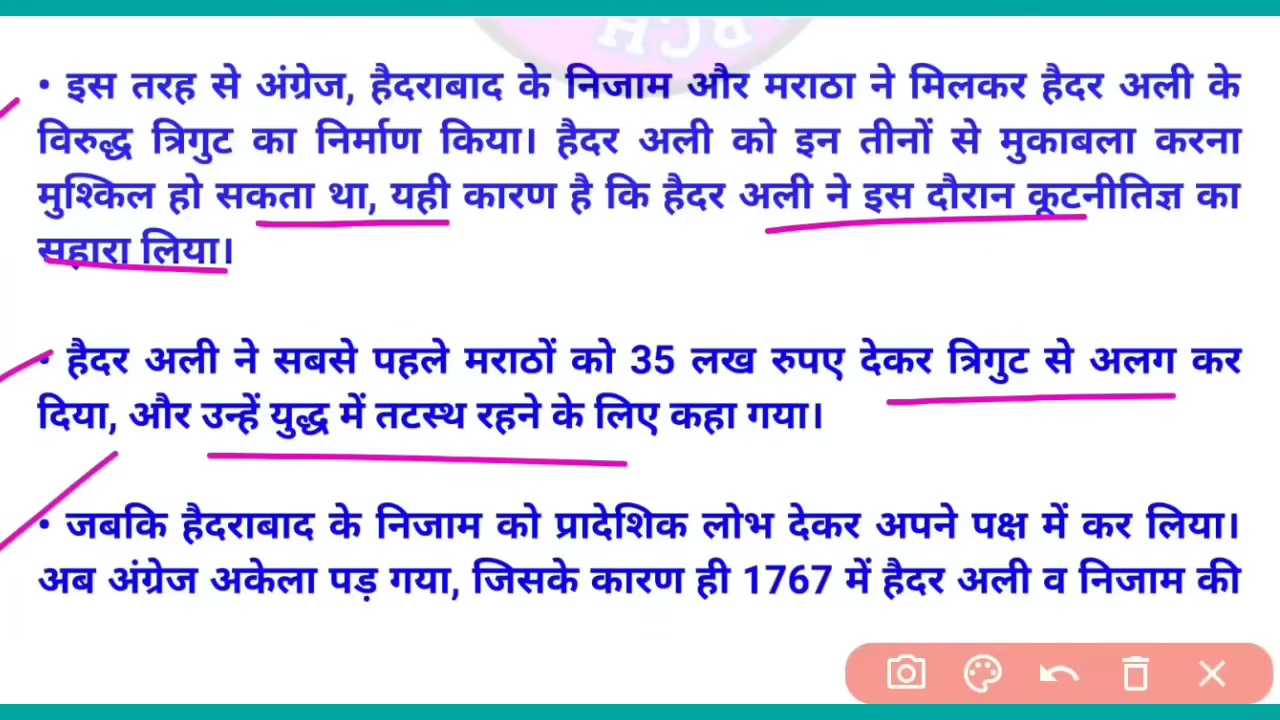 • इस तरह से अंग्रेज, हैदराबाद के निजाम और मराठा ने मिलकर हैदर अली के
विरुद्ध त्रिगुट का निर्माण किया। हैदर अली को इन तीनों से मुकाबला करना
मुश्किल हो सकता था, यही कारण है कि हैदर अली ने इस दौरान कूटनीतिज्ञ का
सहारा लिया।
• हैदर अली ने सबसे पहले मराठों को 35 लख रुपए देकर त्रिगुट से अलग कर
दिया, और उन्हें युद्ध में तटस्थ रहने के लिए कहा गया।
• जबकि हैदराबाद के निजाम को प्रादेशिक लोभ देकर अपने पक्ष में कर लिया।
अब अंग्रेज अकेला पड़ गया, जिसके कारण ही 1767 में हैदर अली व निजाम की